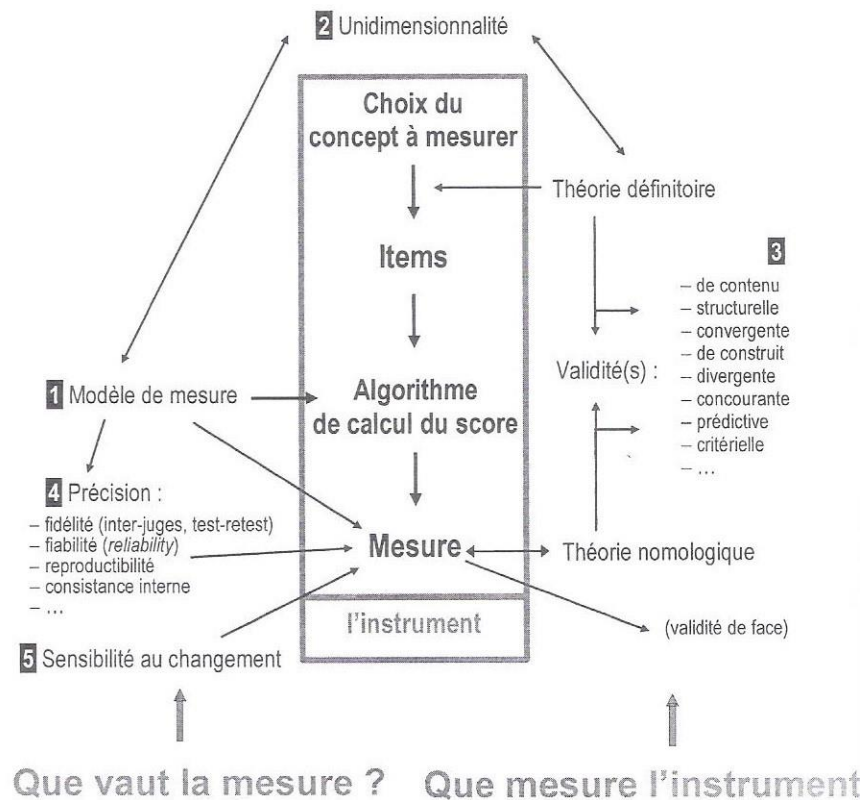 2 Unidimensionnalité
Choix du
concept à mesurer
Théorie définitoire
Items
3
– de contenu
– structurelle
– convergente
– de construit
– divergente
– concourante
– prédictive
– critérielle
– ...
Validité(s) :
1 Modèle de mesure
Algorithme
de calcul du score
4 Précision :
– fidélité (inter-juges, test-retest)
– fiabilité (reliability)
– reproductibilité
– consistance interne
– ...
Mesure
Théorie nomologique
l'instrument
(validité de face)
5 Sensibilité au changement
Que vaut la mesure ?
Que mesure l'instrument